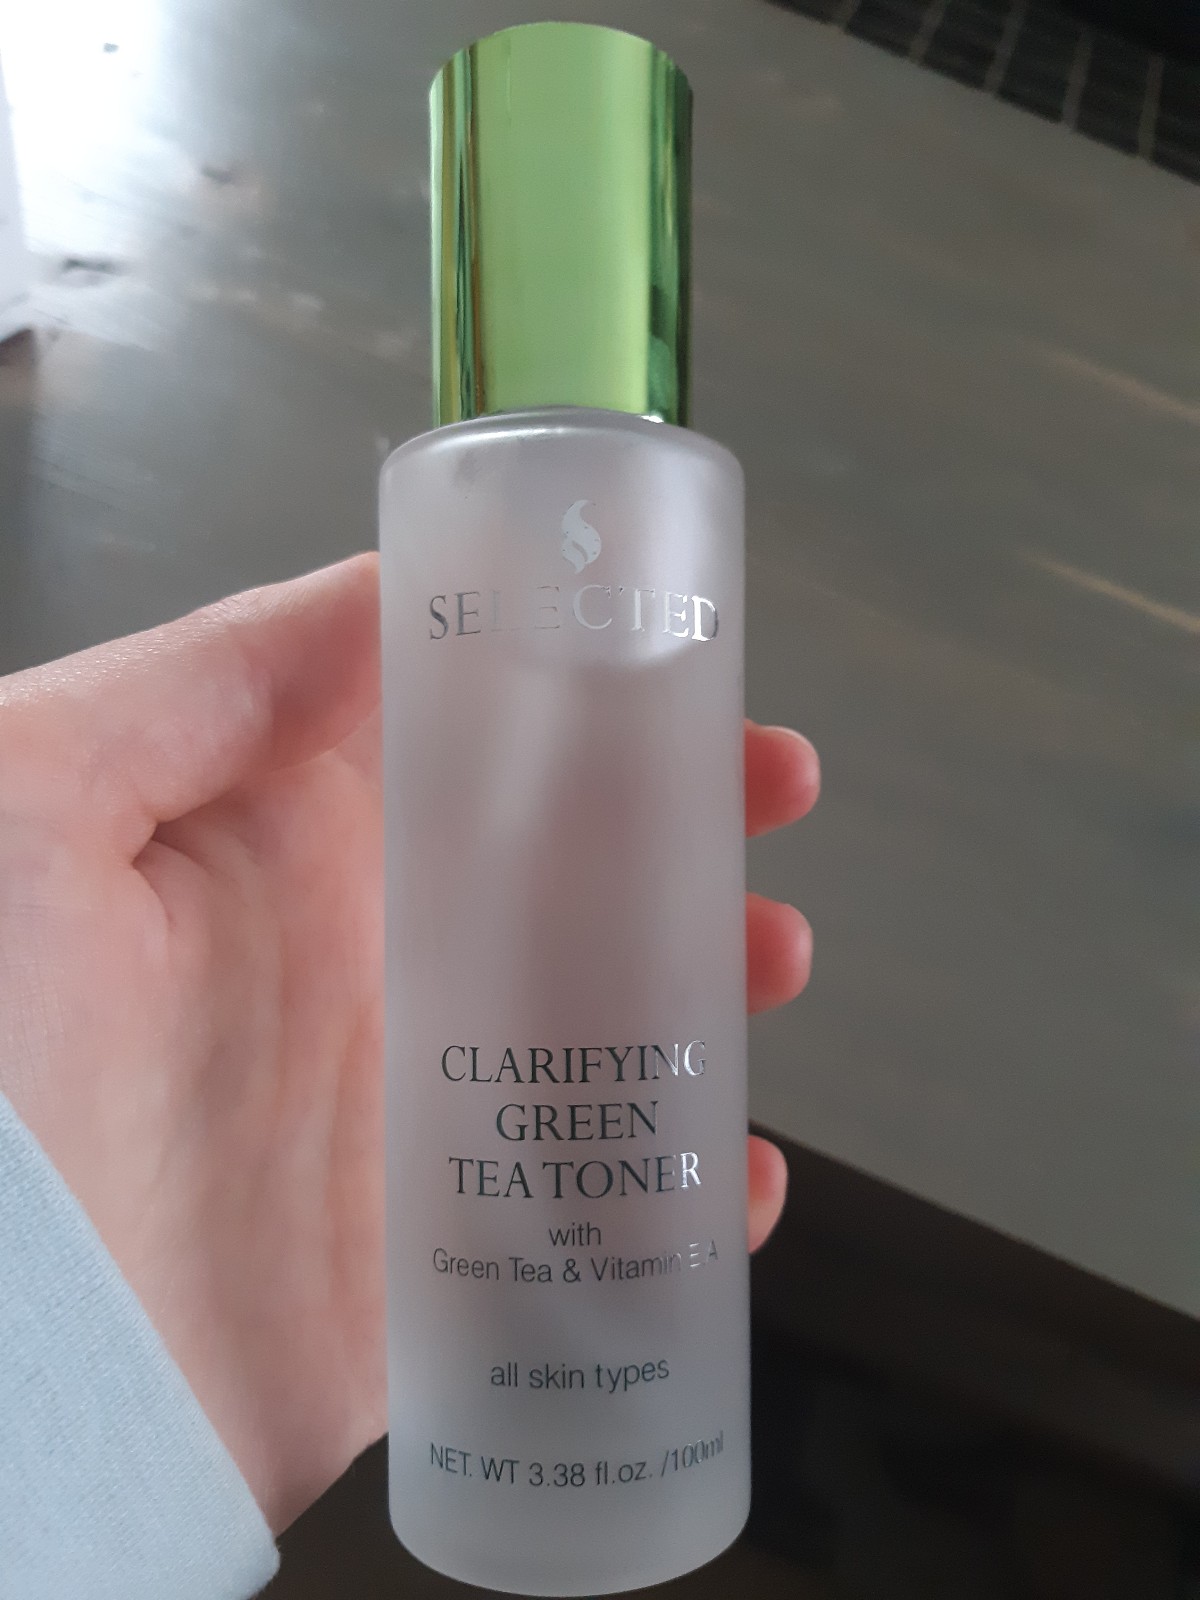 SELECTED
CLARIFYING
GREEN
TEA TONER
with
Green Tea & Vitamin E,A
all skin types
NET. WT 3.38 fl.oz. /100ml